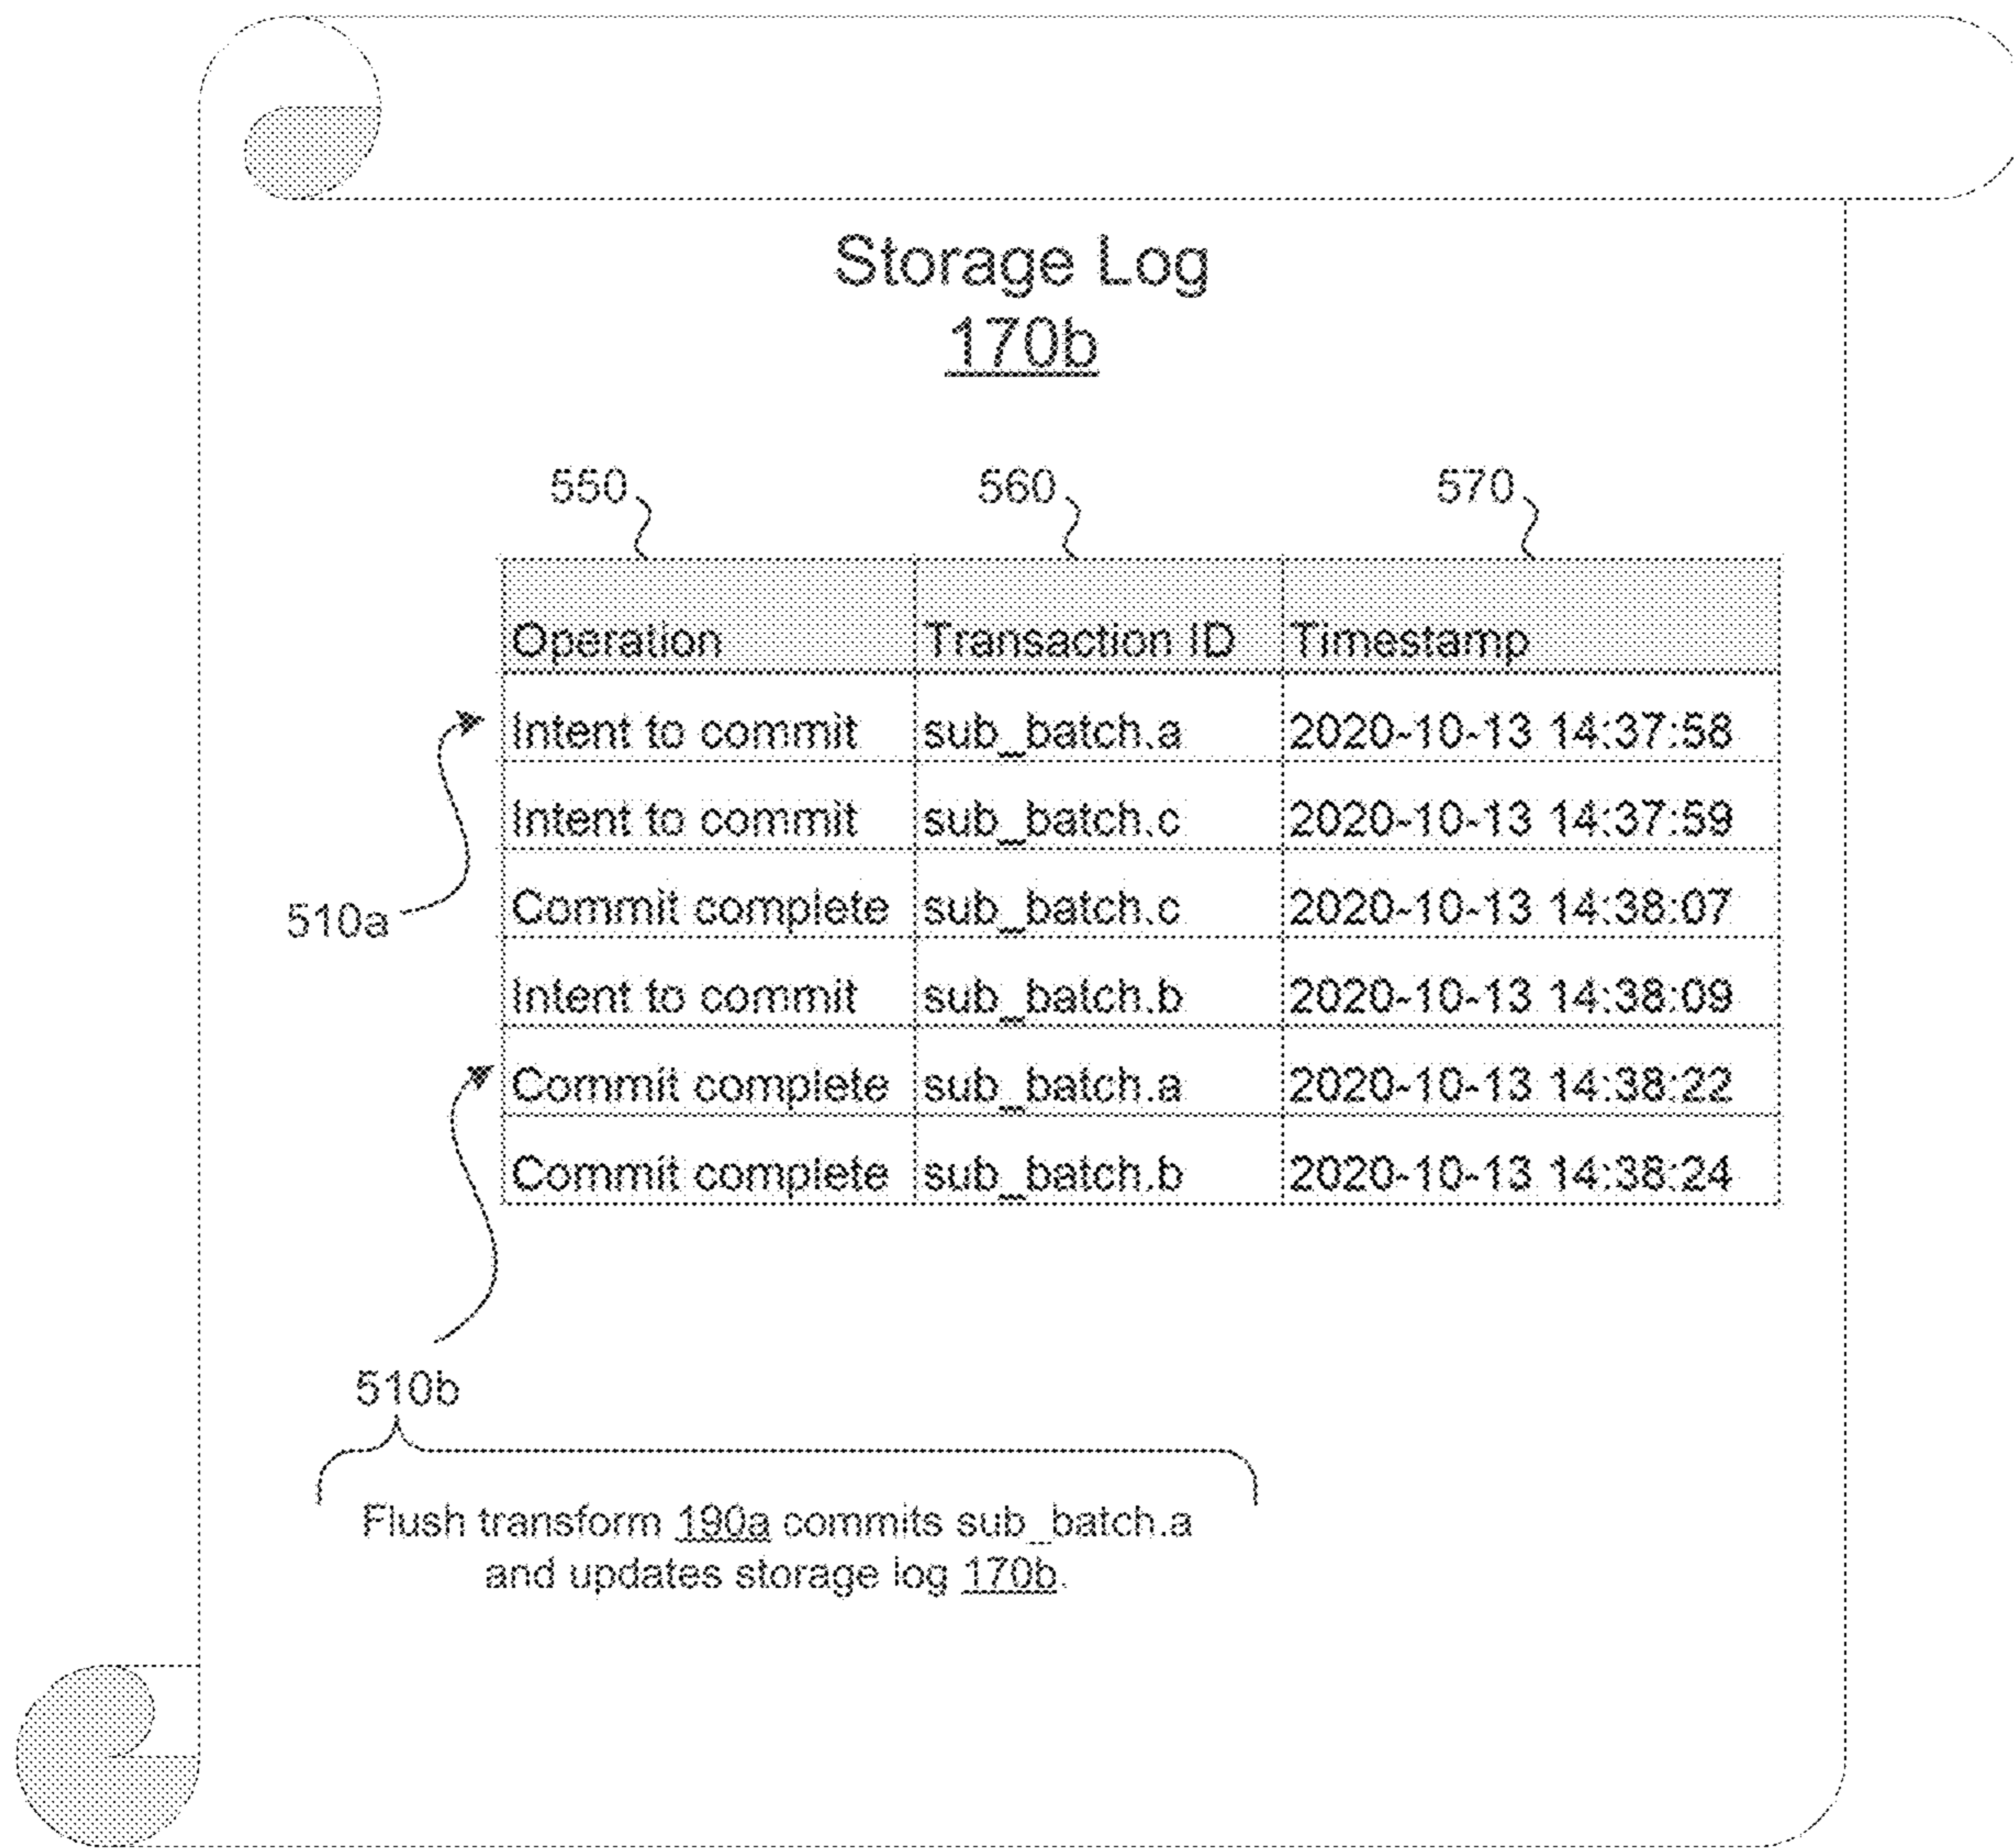 Storage Log
170b
550 560 570
Operation Transaction ID Timestamp
Intent to commit sub_batch.a 2020-10-13 14:37:58
Intent to commit sub_batch.c 2020-10-13 14:37:59
510a Commit complete sub_batch.c 2020-10-13 14:38:07
Intent to commit sub_batch.b 2020-10-13 14:38:09
Commit complete sub_batch.a 2020-10-13 14:38:22
Commit complete sub_batch.b 2020-10-13 14:38:24
510b
Flush transform 190a commits sub_batch.a
and updates storage log 170b.